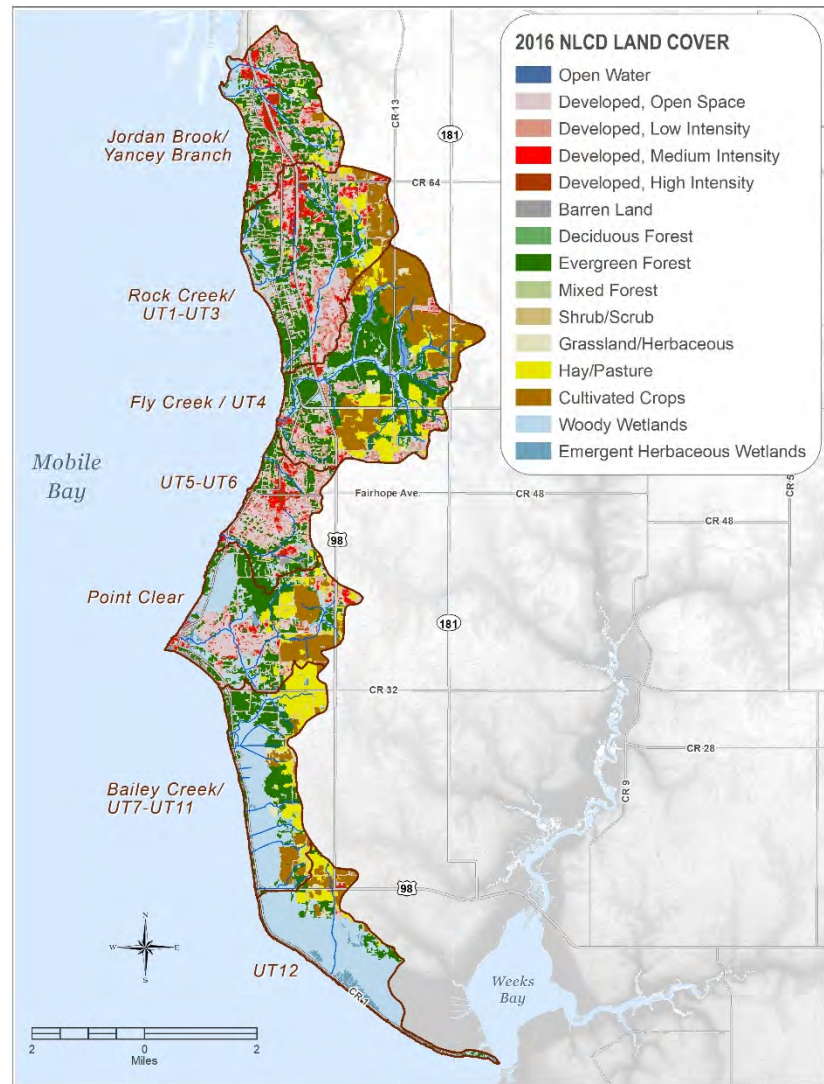 2016 NLCD LAND COVER
Open Water
Developed, Open Space
Developed, Low Intensity
Developed, Medium Intensity
Developed, High Intensity
Barren Land
Deciduous Forest
Evergreen Forest
Mixed Forest
Shrub/Scrub
Grassland/Herbaceous
Hay/Pasture
Cultivated Crops
Woody Wetlands
Emergent Herbaceous Wetlands
CR 13
181
Jordan Brook/
Yancey Branch
CR 64
Rock Creek/
UT1-UT3
Fly Creek / UT4
Mobile
Bay
UT5-UT6
Fairhope Ave.
CR 48
CR 5
CR 48
98
Point Clear
181
CR 32
CR 28
CR 9
Bailey Creek/
UT7-UT11
98
N
W
E
S
UT12
CR 1
Weeks
Bay
2
0
2
Miles